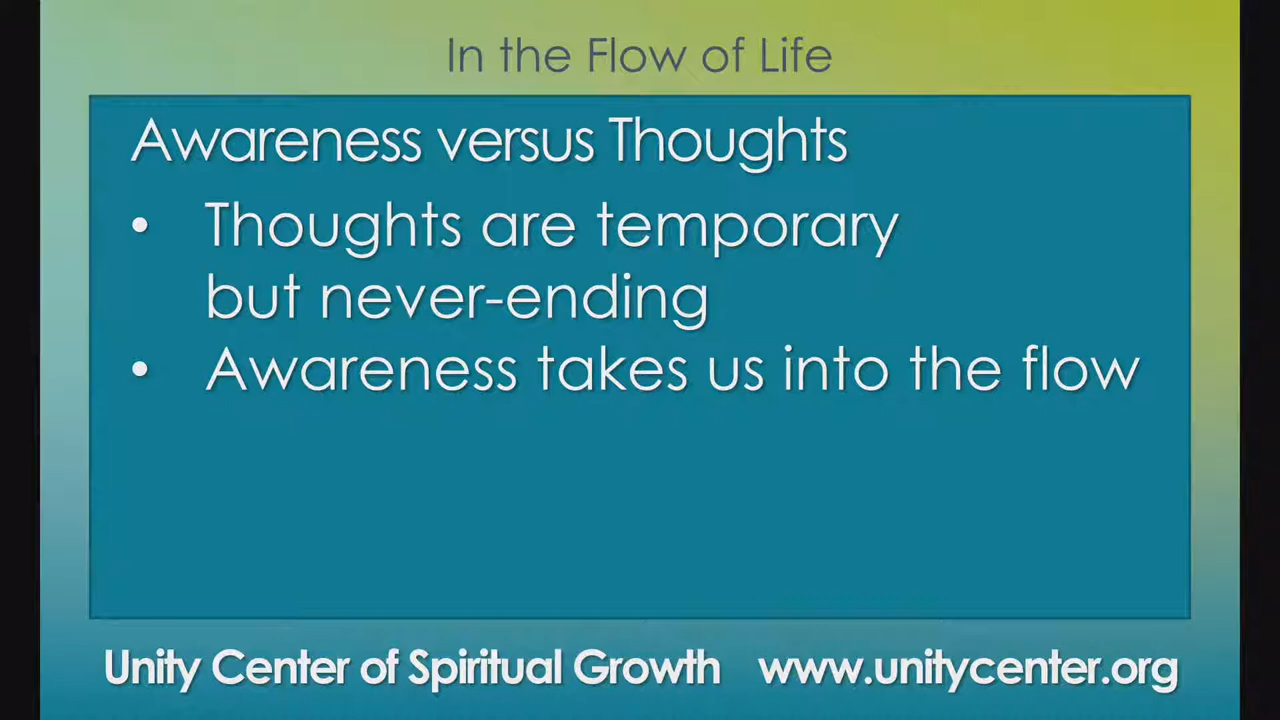 In the Flow of Life
Awareness versus Thoughts
• Thoughts are temporary
but never-ending
• Awareness takes us into the flow
Unity Center of Spiritual Growth www.unitycenter.org